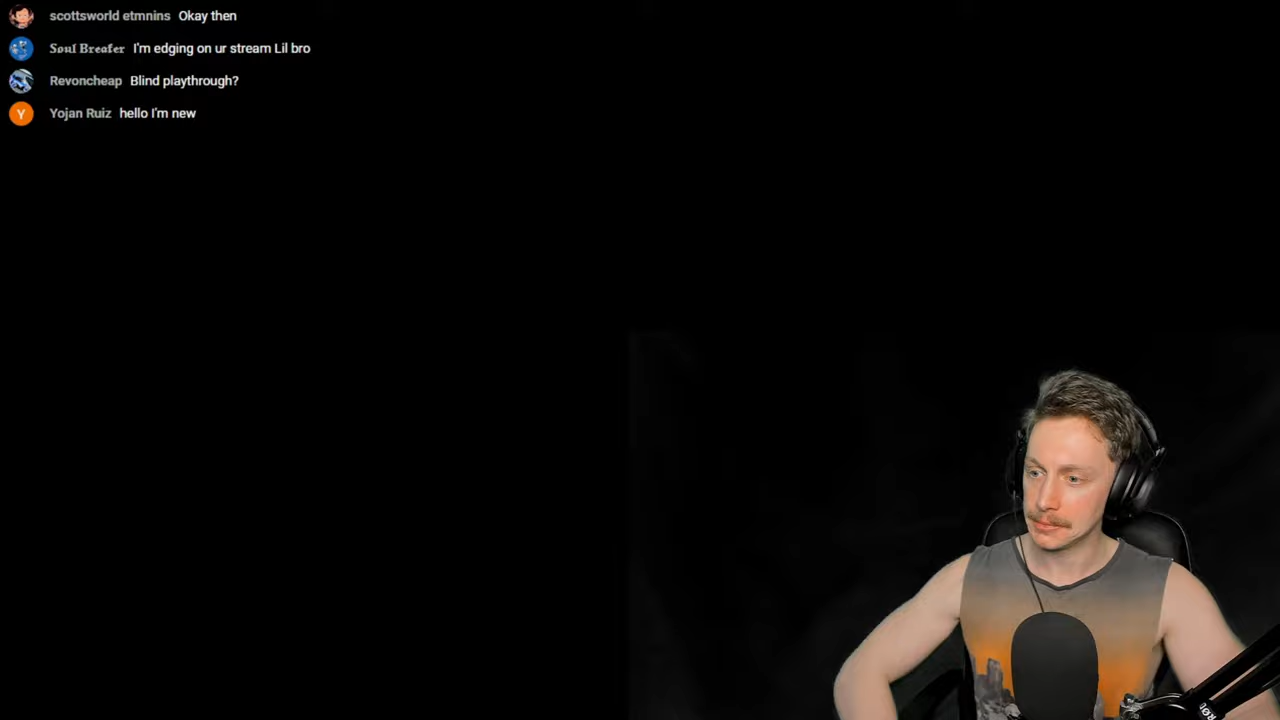 scottsworld etmnins Okay then
𝕾𝖔𝖚𝖑 𝕭𝖗𝖊𝖆𝖋𝖊𝖗 I'm edging on ur stream Lil bro
Revoncheap Blind playthrough?
Y Yojan Ruiz hello I'm new